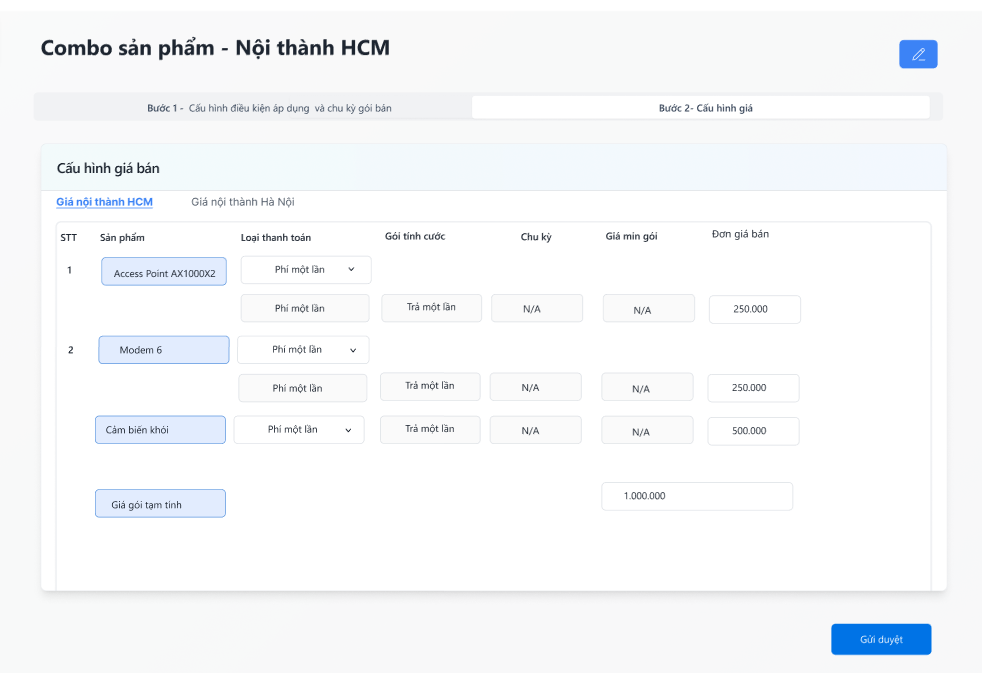 Combo sản phẩm - Nội thành HCM
Bước 1 - Cấu hình điều kiện áp dụng và chu kỳ gói bán
Bước 2- Cấu hình giá
Cấu hình giá bán
Giá nội thành HCM
Giá nội thành Hà Nội
STT Sản phẩm Loại thanh toán Gói tính cước Chu kỳ Giá min gói Đơn giá bán
1 Access Point AX1000X2 Phí một lần
Phí một lần Trả một lần N/A N/A 250.000
2 Modem 6 Phí một lần
Phí một lần Trả một lần N/A N/A 250.000
Cảm biến khói Phí một lần Trả một lần N/A N/A 500.000
Giá gói tạm tính 1.000.000
Gửi duyệt